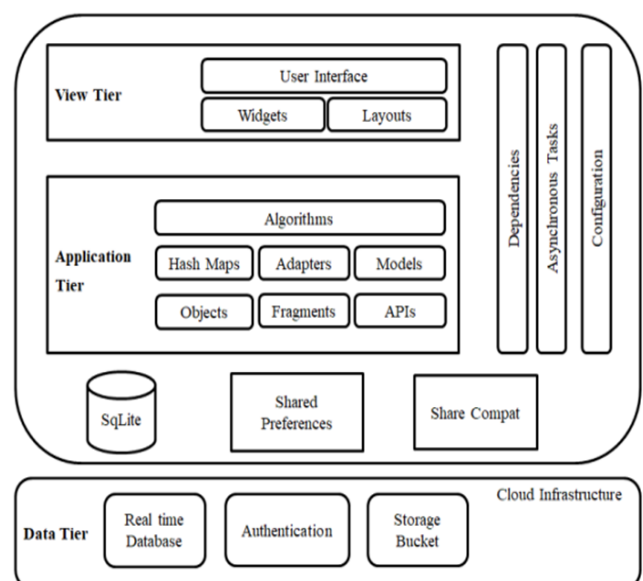 User Interface
View Tier
Widgets
Layouts
Algorithms
Application
Tier
Hash Maps
Adapters
Models
Objects
Fragments
APIs
Dependencies
Asynchronous Tasks
Configuration
SqLite
Shared
Preferences
Share Compat
Cloud Infrastructure
Data Tier
Real time
Database
Authentication
Storage
Bucket